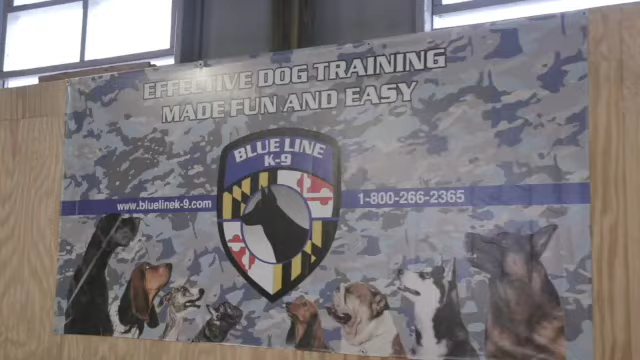 EFFECTIVE DOG TRAINING
MADE FUN AND EASY
BLUE LINE
K-9
www.bluelinek-9.com
1-800-266-2365